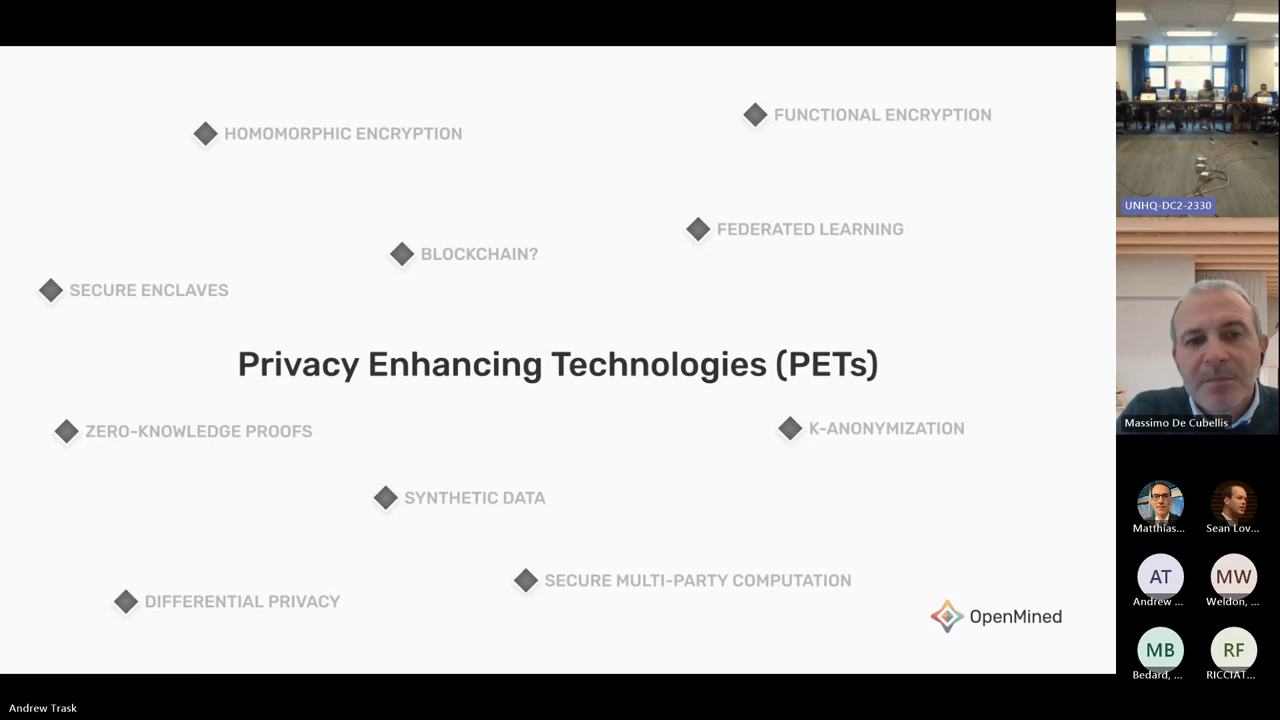 HOMOMORPHIC ENCRYPTION
FUNCTIONAL ENCRYPTION
FEDERATED LEARNING
BLOCKCHAIN?
SECURE ENCLAVES
Privacy Enhancing Technologies (PETs)
ZERO-KNOWLEDGE PROOFS
K-ANONYMIZATION
SYNTHETIC DATA
SECURE MULTI-PARTY COMPUTATION
DIFFERENTIAL PRIVACY
OpenMined
Andrew Trask
UNHQ-DC2-2330
Massimo De Cubellis
Matthias...
Sean Lov...
AT
MW
Andrew ...
Weldon, ...
MB
RF
Bedard, ...
RICCIAT...